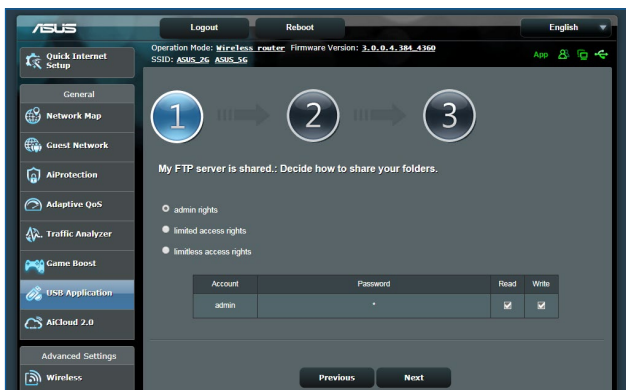 ASUS
Logout
Reboot
English
Operation Mode: Wireless router Firmware Version: 3.0.0.4.384_4360
SSID: ASUS_2G ASUS_5G
App
Quick Internet
Setup
General
Network Map
Guest Network
AiProtection
Adaptive QoS
Traffic Analyzer
Game Boost
USB Application
AiCloud 2.0
Advanced Settings
Wireless
1
2
3
My FTP server is shared.: Decide how to share your folders.
admin rights
limited access rights
limitless access rights
Account Password Read Write
admin *
Previous
Next